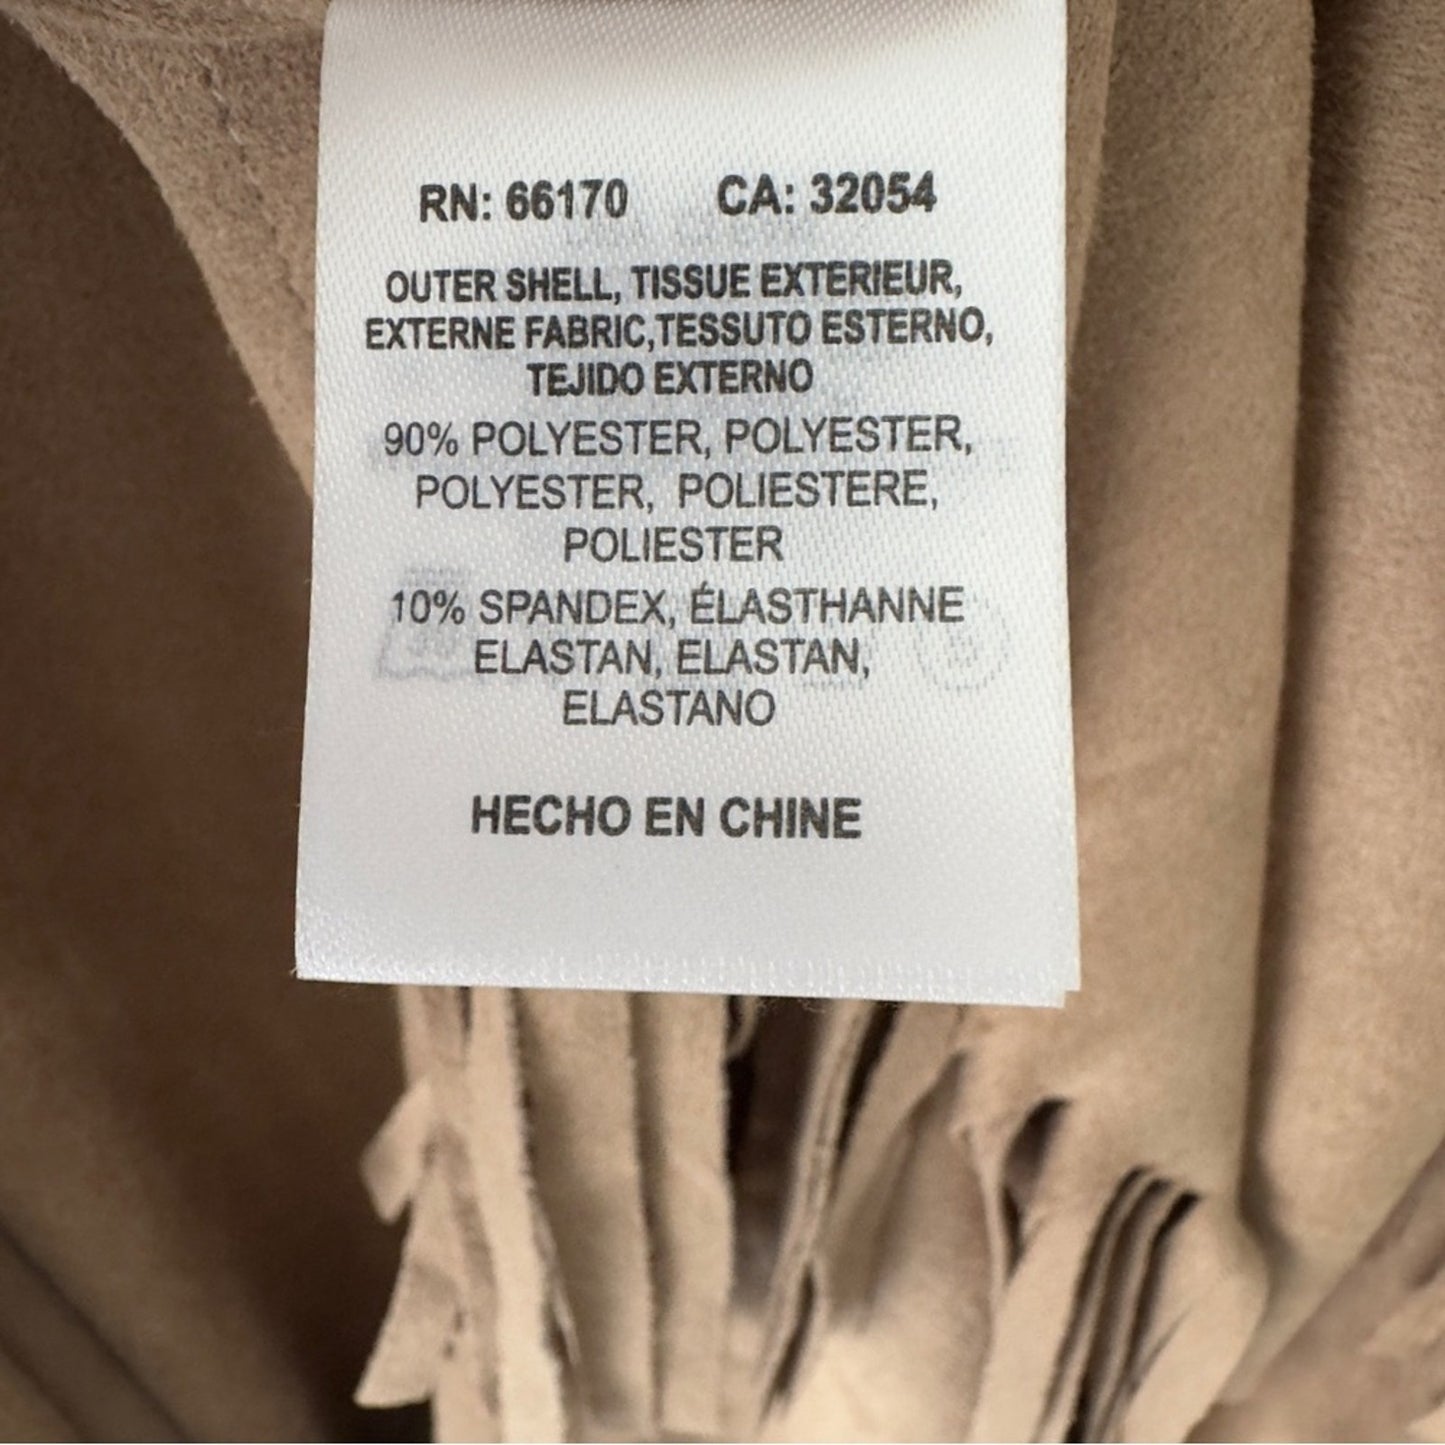 RN: 66170 CA: 32054
OUTER SHELL, TISSUE EXTERIEUR,
EXTERNE FABRIC,TESSUTO ESTERNO,
TEJIDO EXTERNO
90% POLYESTER, POLYESTER,
POLYESTER, POLIESTERE,
POLIESTER
10% SPANDEX, ÉLASTHANNE
ELASTAN, ELASTAN,
ELASTANO
HECHO EN CHINE